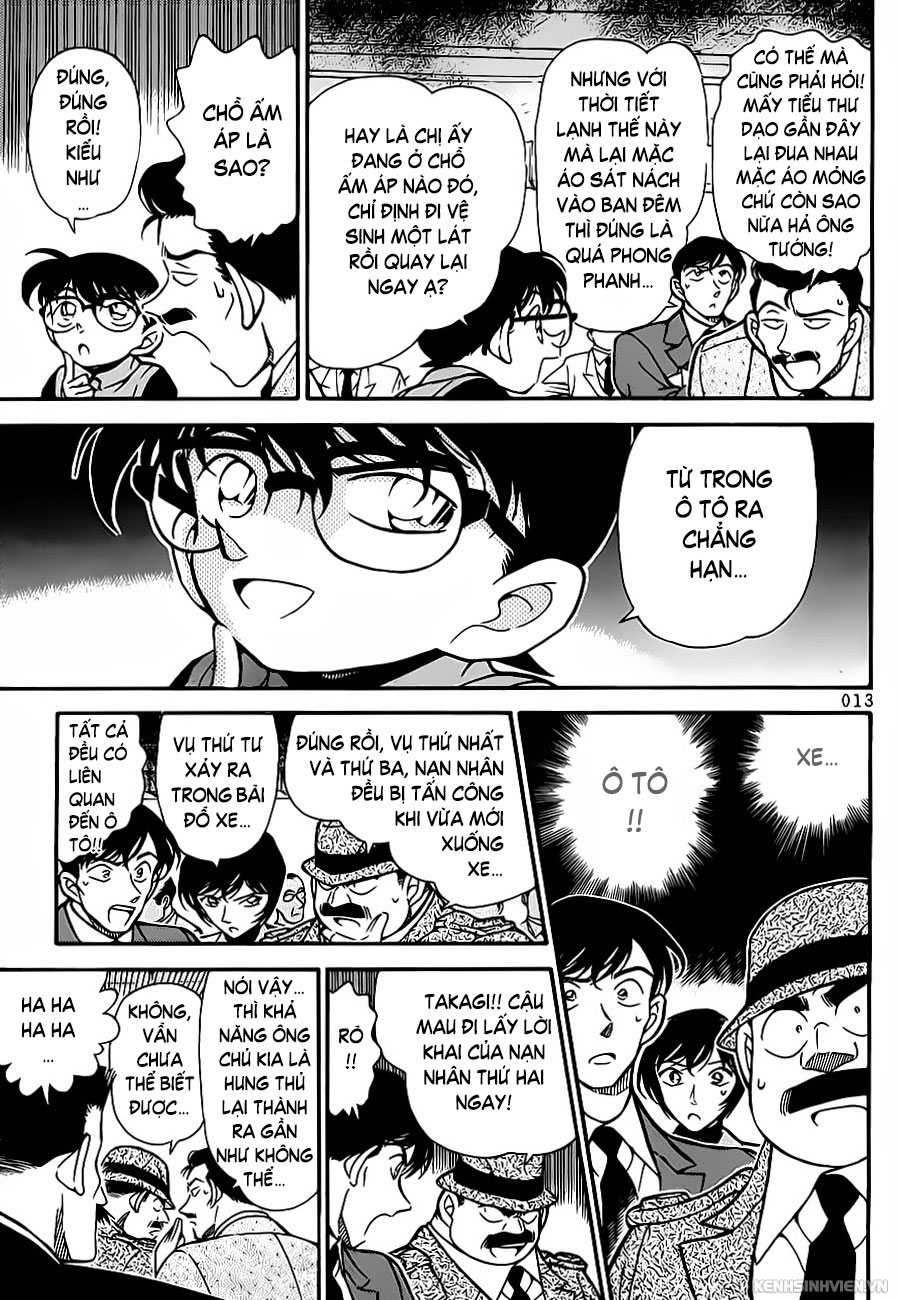 CÓ THỂ MÀ
CŨNG PHẢI HỎI!
MẤY TIỂU THƯ
DẠO GẦN ĐÂY
LẠI ĐUA NHAU
MẶC ÁO MỎNG
CHỨ CÒN SAO
NỮA HẢ ÔNG
TƯỚNG!
NHƯNG VỚI
THỜI TIẾT
LẠNH THẾ NÀY
MÀ LẠI MẶC
ÁO SÁT NÁCH
VÀO BAN ĐÊM
THÌ ĐÚNG LÀ
QUÁ PHONG
PHANH...
HAY LÀ CHỊ ẤY
ĐANG Ở CHỖ
ẤM ÁP NÀO ĐÓ,
CHỈ ĐỊNH ĐI VỆ
SINH MỘT LÁT
RỒI QUAY LẠI
NGAY Ạ?
CHỖ ẤM
ÁP LÀ
SAO?
ĐÚNG,
ĐÚNG
RỒI!
KIỂU
NHƯ
...
TỪ TRONG
Ô TÔ RA
CHẲNG
HẠN...
013
XE...
Ô TÔ
!!
ĐÚNG RỒI, VỤ THỨ NHẤT
VÀ THỨ BA, NẠN NHÂN
ĐỀU BỊ TẤN CÔNG
KHI VỪA MỚI
XUỐNG
XE...
VỤ THỨ TƯ
XẢY RA
TRONG BÃI
ĐỖ XE...
TẤT CẢ
ĐỀU CÓ
LIÊN
QUAN
ĐẾN Ô
TÔ!!
TAKAGI!! CẬU
MAU ĐI LẤY LỜI
KHAI CỦA NẠN
NHÂN THỨ HAI
NGAY!
RÕ
!!
NÓI VẬY...
THÌ KHẢ
NĂNG ÔNG
CHỦ KIA LÀ
HUNG THỦ
LẠI THÀNH
RA GẦN
NHƯ KHÔNG
THỂ...
KHÔNG,
VẪN
CHƯA
THỂ BIẾT
ĐƯỢC...
HA HA
HA HA
...
KENHSINHVIEN.VN